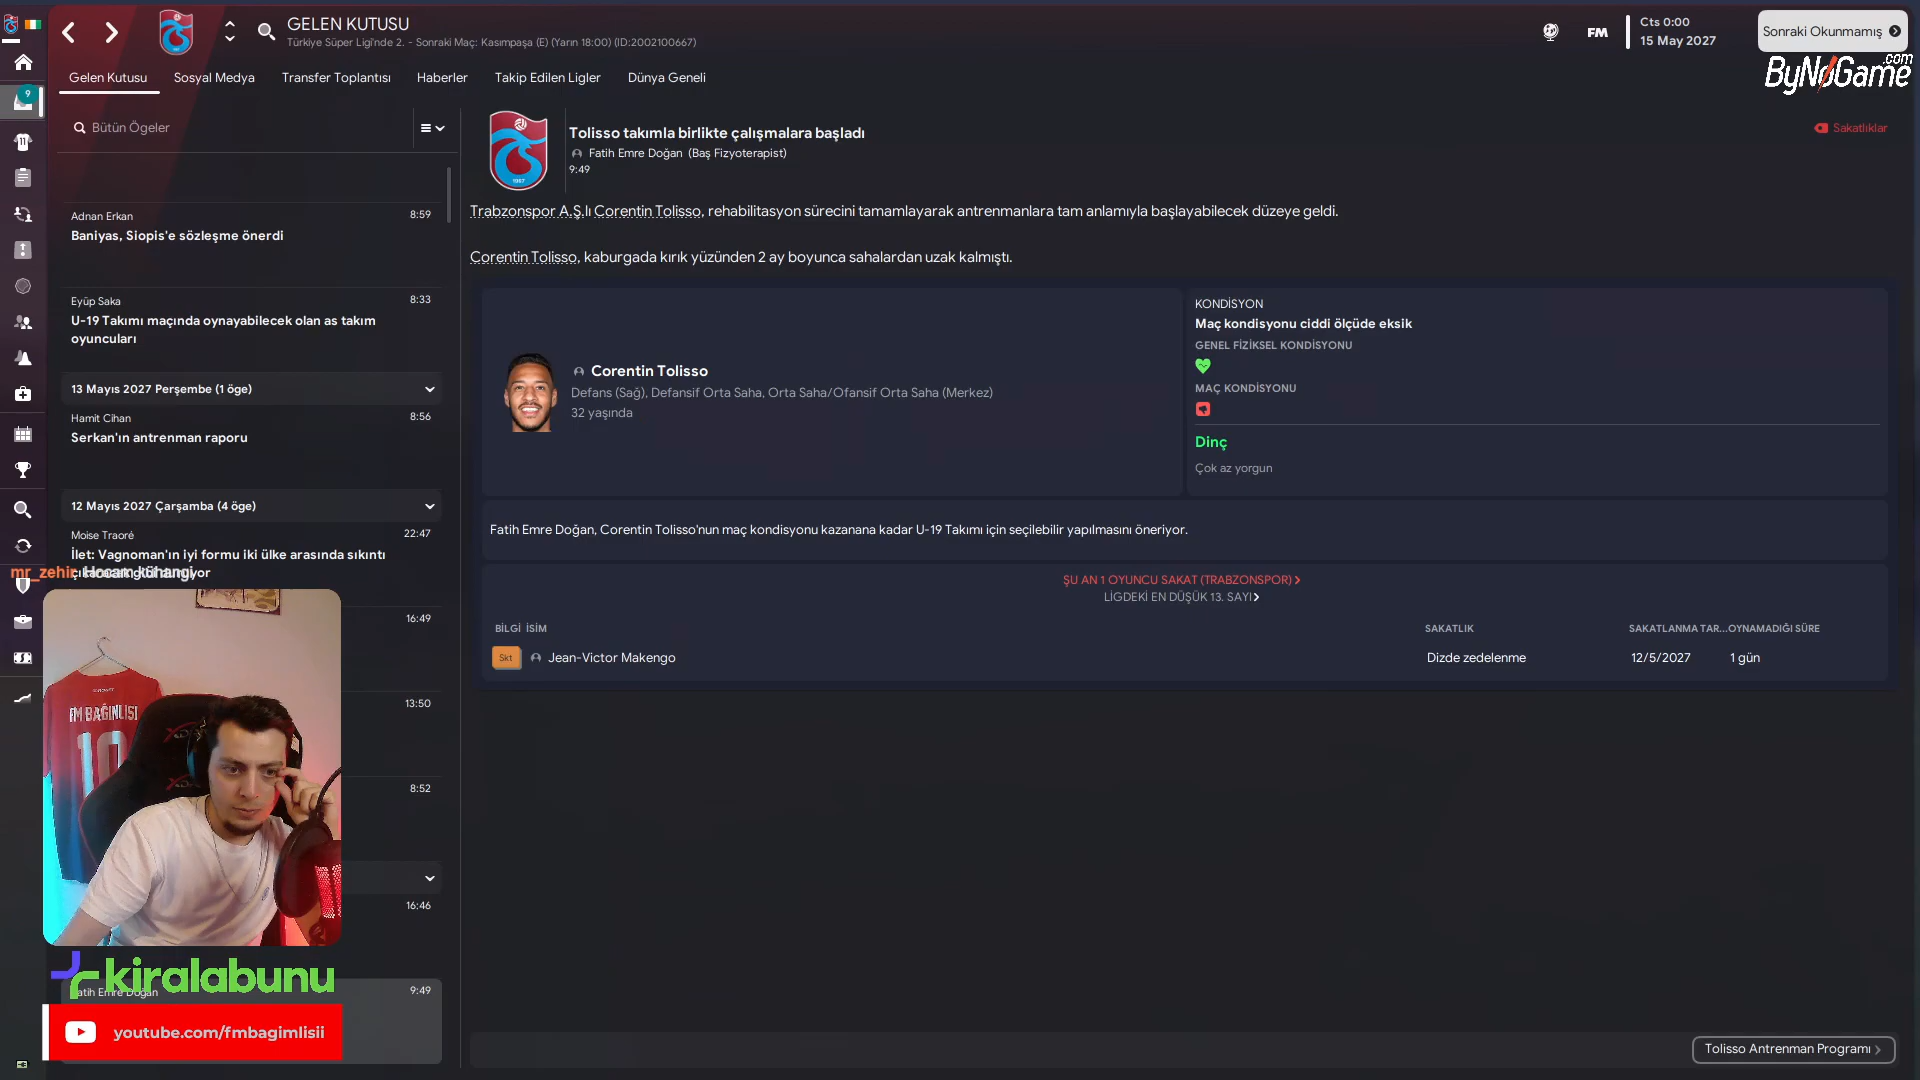 GELEN KUTUSU
Türkiye Süper Ligi'nde 2. - Sonraki Maç: Kasımpaşa (E) (Yarın 18:00) (ID:2002100667)
FM
Cts 0:00
15 May 2027
Sonraki Okunmamış
ByNoGame.com
9
Gelen Kutusu
Sosyal Medya
Transfer Toplantısı
Haberler
Takip Edilen Ligler
Dünya Geneli
Bütün Ögeler
Adnan Erkan 8:59
Baniyas, Siopis'e sözleşme önerdi
Eyüp Saka 8:33
U-19 Takımı maçında oynayabilecek olan as takım
oyuncuları
13 Mayıs 2027 Perşembe (1 öge)
Hamit Cihan 8:56
Serkan'ın antrenman raporu
12 Mayıs 2027 Çarşamba (4 öge)
Moise Traoré 22:47
İlet: Vagnoman'ın iyi formu iki ülke arasında sıkıntı
mr_zehir
16:49
13:50
8:52
16:46
Fatih Emre Doğan 9:49
FM BAĞIMLISI
10
kiralabunu
youtube.com/fmbagimlisii
Tolisso takımla birlikte çalışmalara başladı
Fatih Emre Doğan (Baş Fizyoterapist)
9:49
Sakatlıklar
Trabzonspor A.Ş.lı Corentin Tolisso, rehabilitasyon sürecini tamamlayarak antrenmanlara tam anlamıyla başlayabilecek düzeye geldi.
Corentin Tolisso, kaburgada kırık yüzünden 2 ay boyunca sahalardan uzak kalmıştı.
Corentin Tolisso
Defans (Sağ), Defansif Orta Saha, Orta Saha/Ofansif Orta Saha (Merkez)
32 yaşında
KONDİSYON
Maç kondisyonu ciddi ölçüde eksik
GENEL FİZİKSEL KONDİSYONU
MAÇ KONDİSYONU
Dinç
Çok az yorgun
Fatih Emre Doğan, Corentin Tolisso'nun maç kondisyonu kazanana kadar U-19 Takımı için seçilebilir yapılmasını öneriyor.
ŞU AN 1 OYUNCU SAKAT (TRABZONSPOR)
LİGDEKİ EN DÜŞÜK 13. SAYI
BİLGİ İSİM SAKATLIK SAKATLANMA TAR... OYNAMADIĞI SÜRE
Skt Jean-Victor Makengo Dizde zedelenme 12/5/2027 1 gün
Tolisso Antrenman Programı